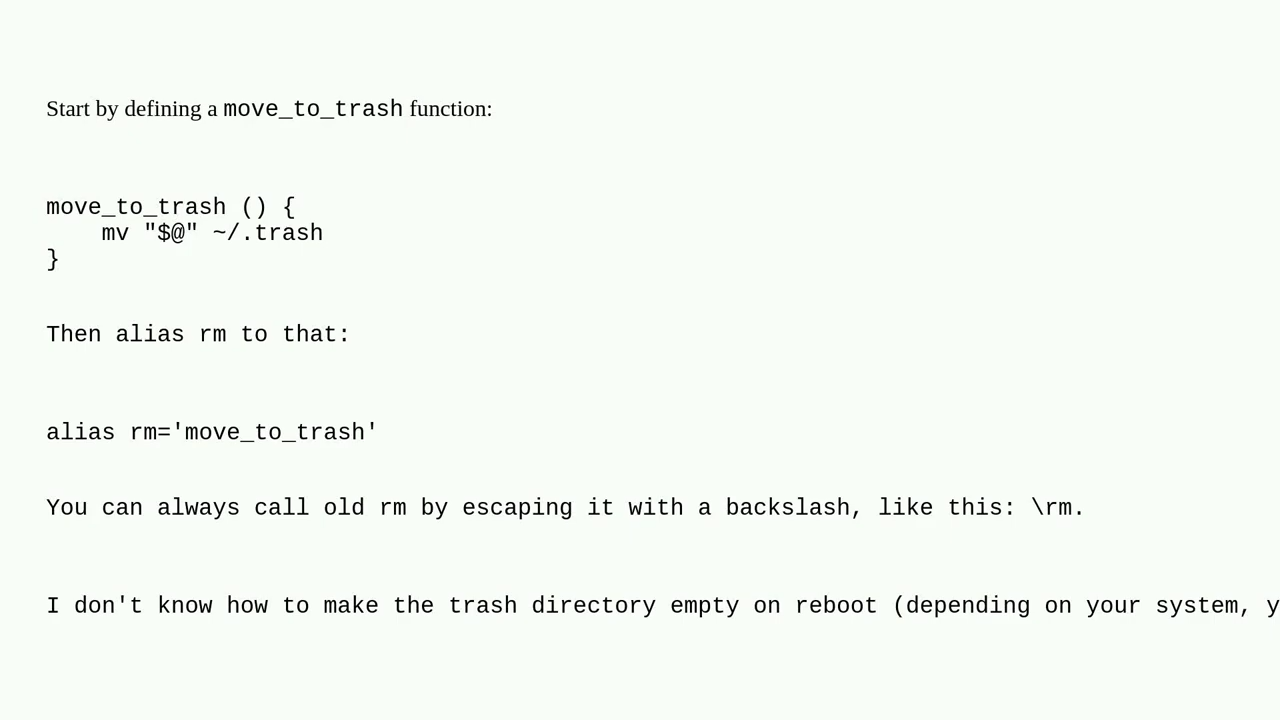 Start by defining a move_to_trash function:
move_to_trash () {
    mv "$@" ~/.trash
}
Then alias rm to that:
alias rm='move_to_trash'
You can always call old rm by escaping it with a backslash, like this: \rm.
I don't know how to make the trash directory empty on reboot (depending on your system,